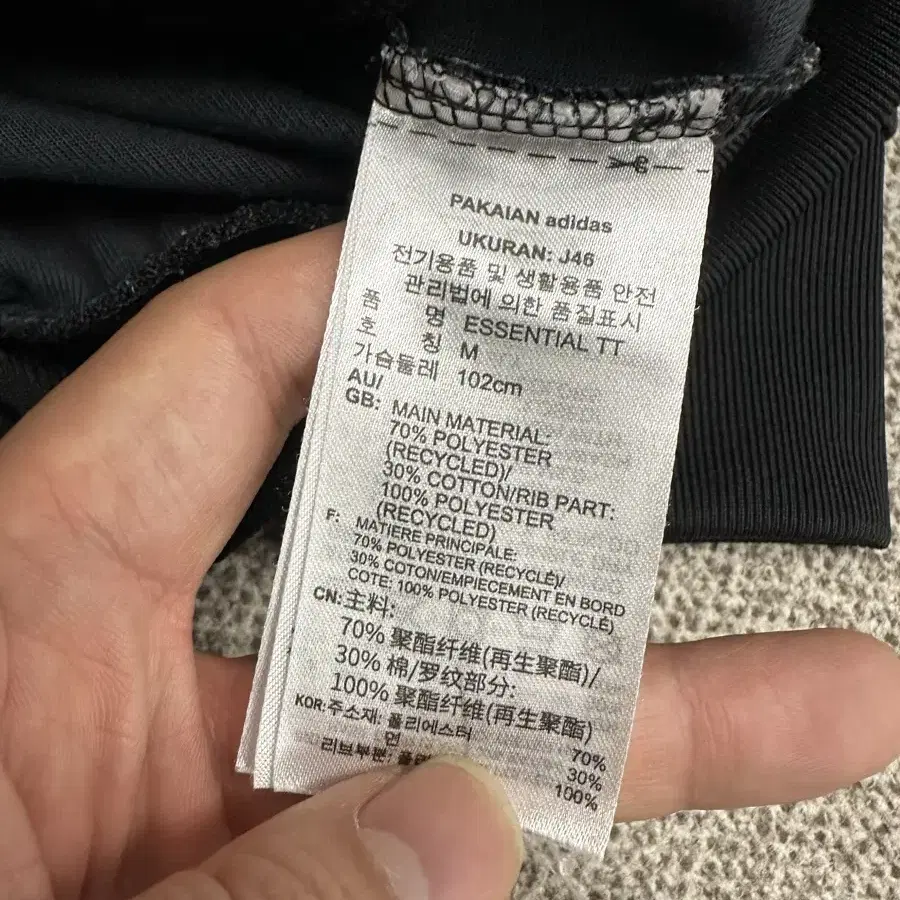 PAKAIAN adidas
UKURAN: J46
전기용품 및 생활용품 안전
관리법에 의한 품질표시
품 명 ESSENTIAL TT
호 칭 M
가슴둘레 102cm
AU/
GB: MAIN MATERIAL:
70% POLYESTER
(RECYCLED)/
30% COTTON/RIB PART:
100% POLYESTER
(RECYCLED)
F: MATIERE PRINCIPALE:
70% POLYESTER (RECYCLÉ)/
30% COTON/EMPIECEMENT EN BORD
COTE: 100% POLYESTER (RECYCLÉ)
CN: 主料:
70% 聚酯纤维(再生聚酯)/
30% 棉/罗纹部分:
100% 聚酯纤维(再生聚酯)
KOR: 주소재: 폴리에스터 70%
면 30%
리브부분: 100%